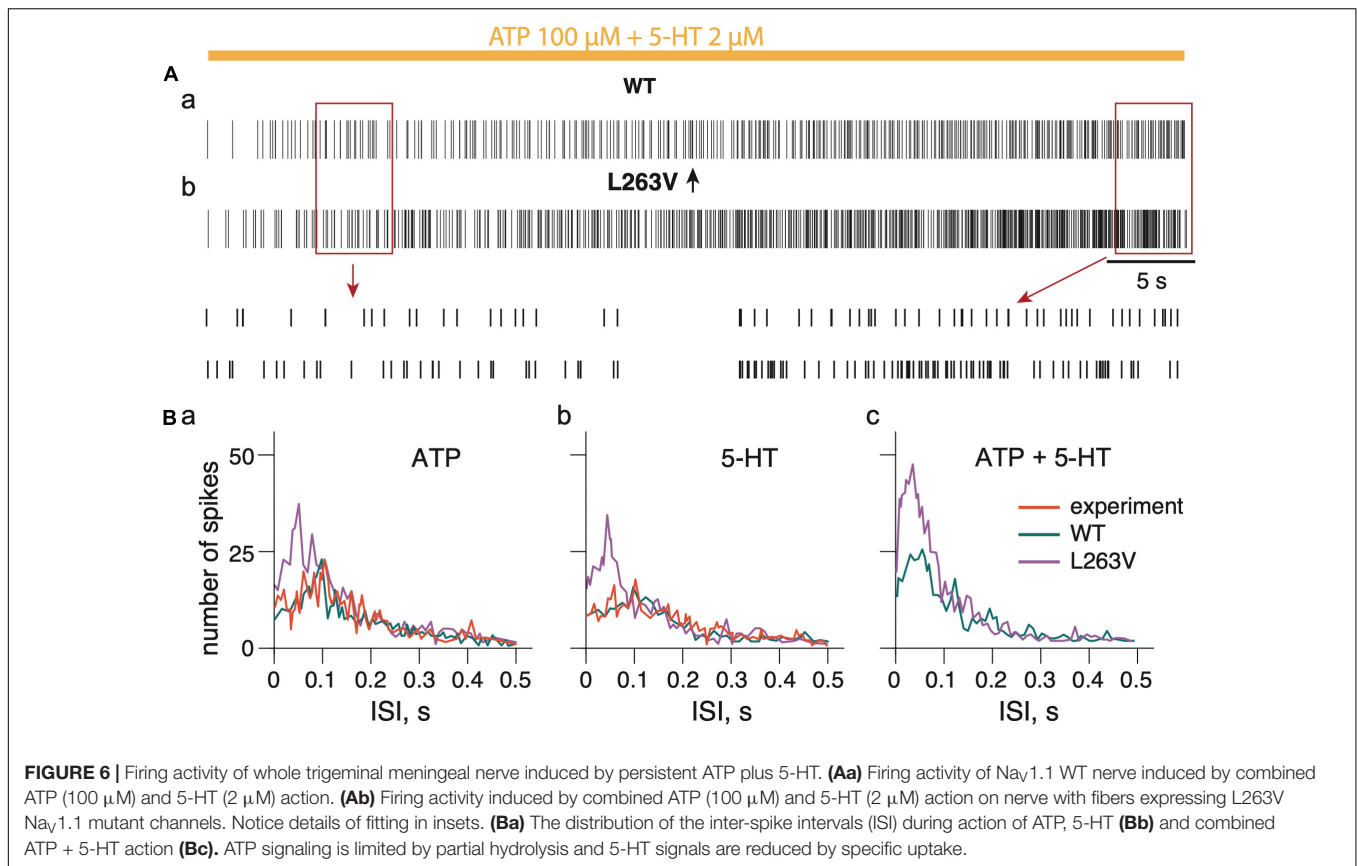 ATP 100 μM + 5-HT 2 μM
A
WT
a
b
L263V
5 s
B a
b
c
ATP
5-HT
ATP + 5-HT
number of spikes
50
25
0
experiment
WT
L263V
0 0.1 0.2 0.3 0.4 0.5
0 0.1 0.2 0.3 0.4 0.5
0 0.1 0.2 0.3 0.4 0.5
ISI, s
ISI, s
ISI, s
FIGURE 6 | Firing activity of whole trigeminal meningeal nerve induced by persistent ATP plus 5-HT. (Aa) Firing activity of NaV1.1 WT nerve induced by combined
ATP (100 μM) and 5-HT (2 μM) action. (Ab) Firing activity induced by combined ATP (100 μM) and 5-HT (2 μM) action on nerve with fibers expressing L263V
NaV1.1 mutant channels. Notice details of fitting in insets. (Ba) The distribution of the inter-spike intervals (ISI) during action of ATP, 5-HT (Bb) and combined
ATP + 5-HT action (Bc). ATP signaling is limited by partial hydrolysis and 5-HT signals are reduced by specific uptake.